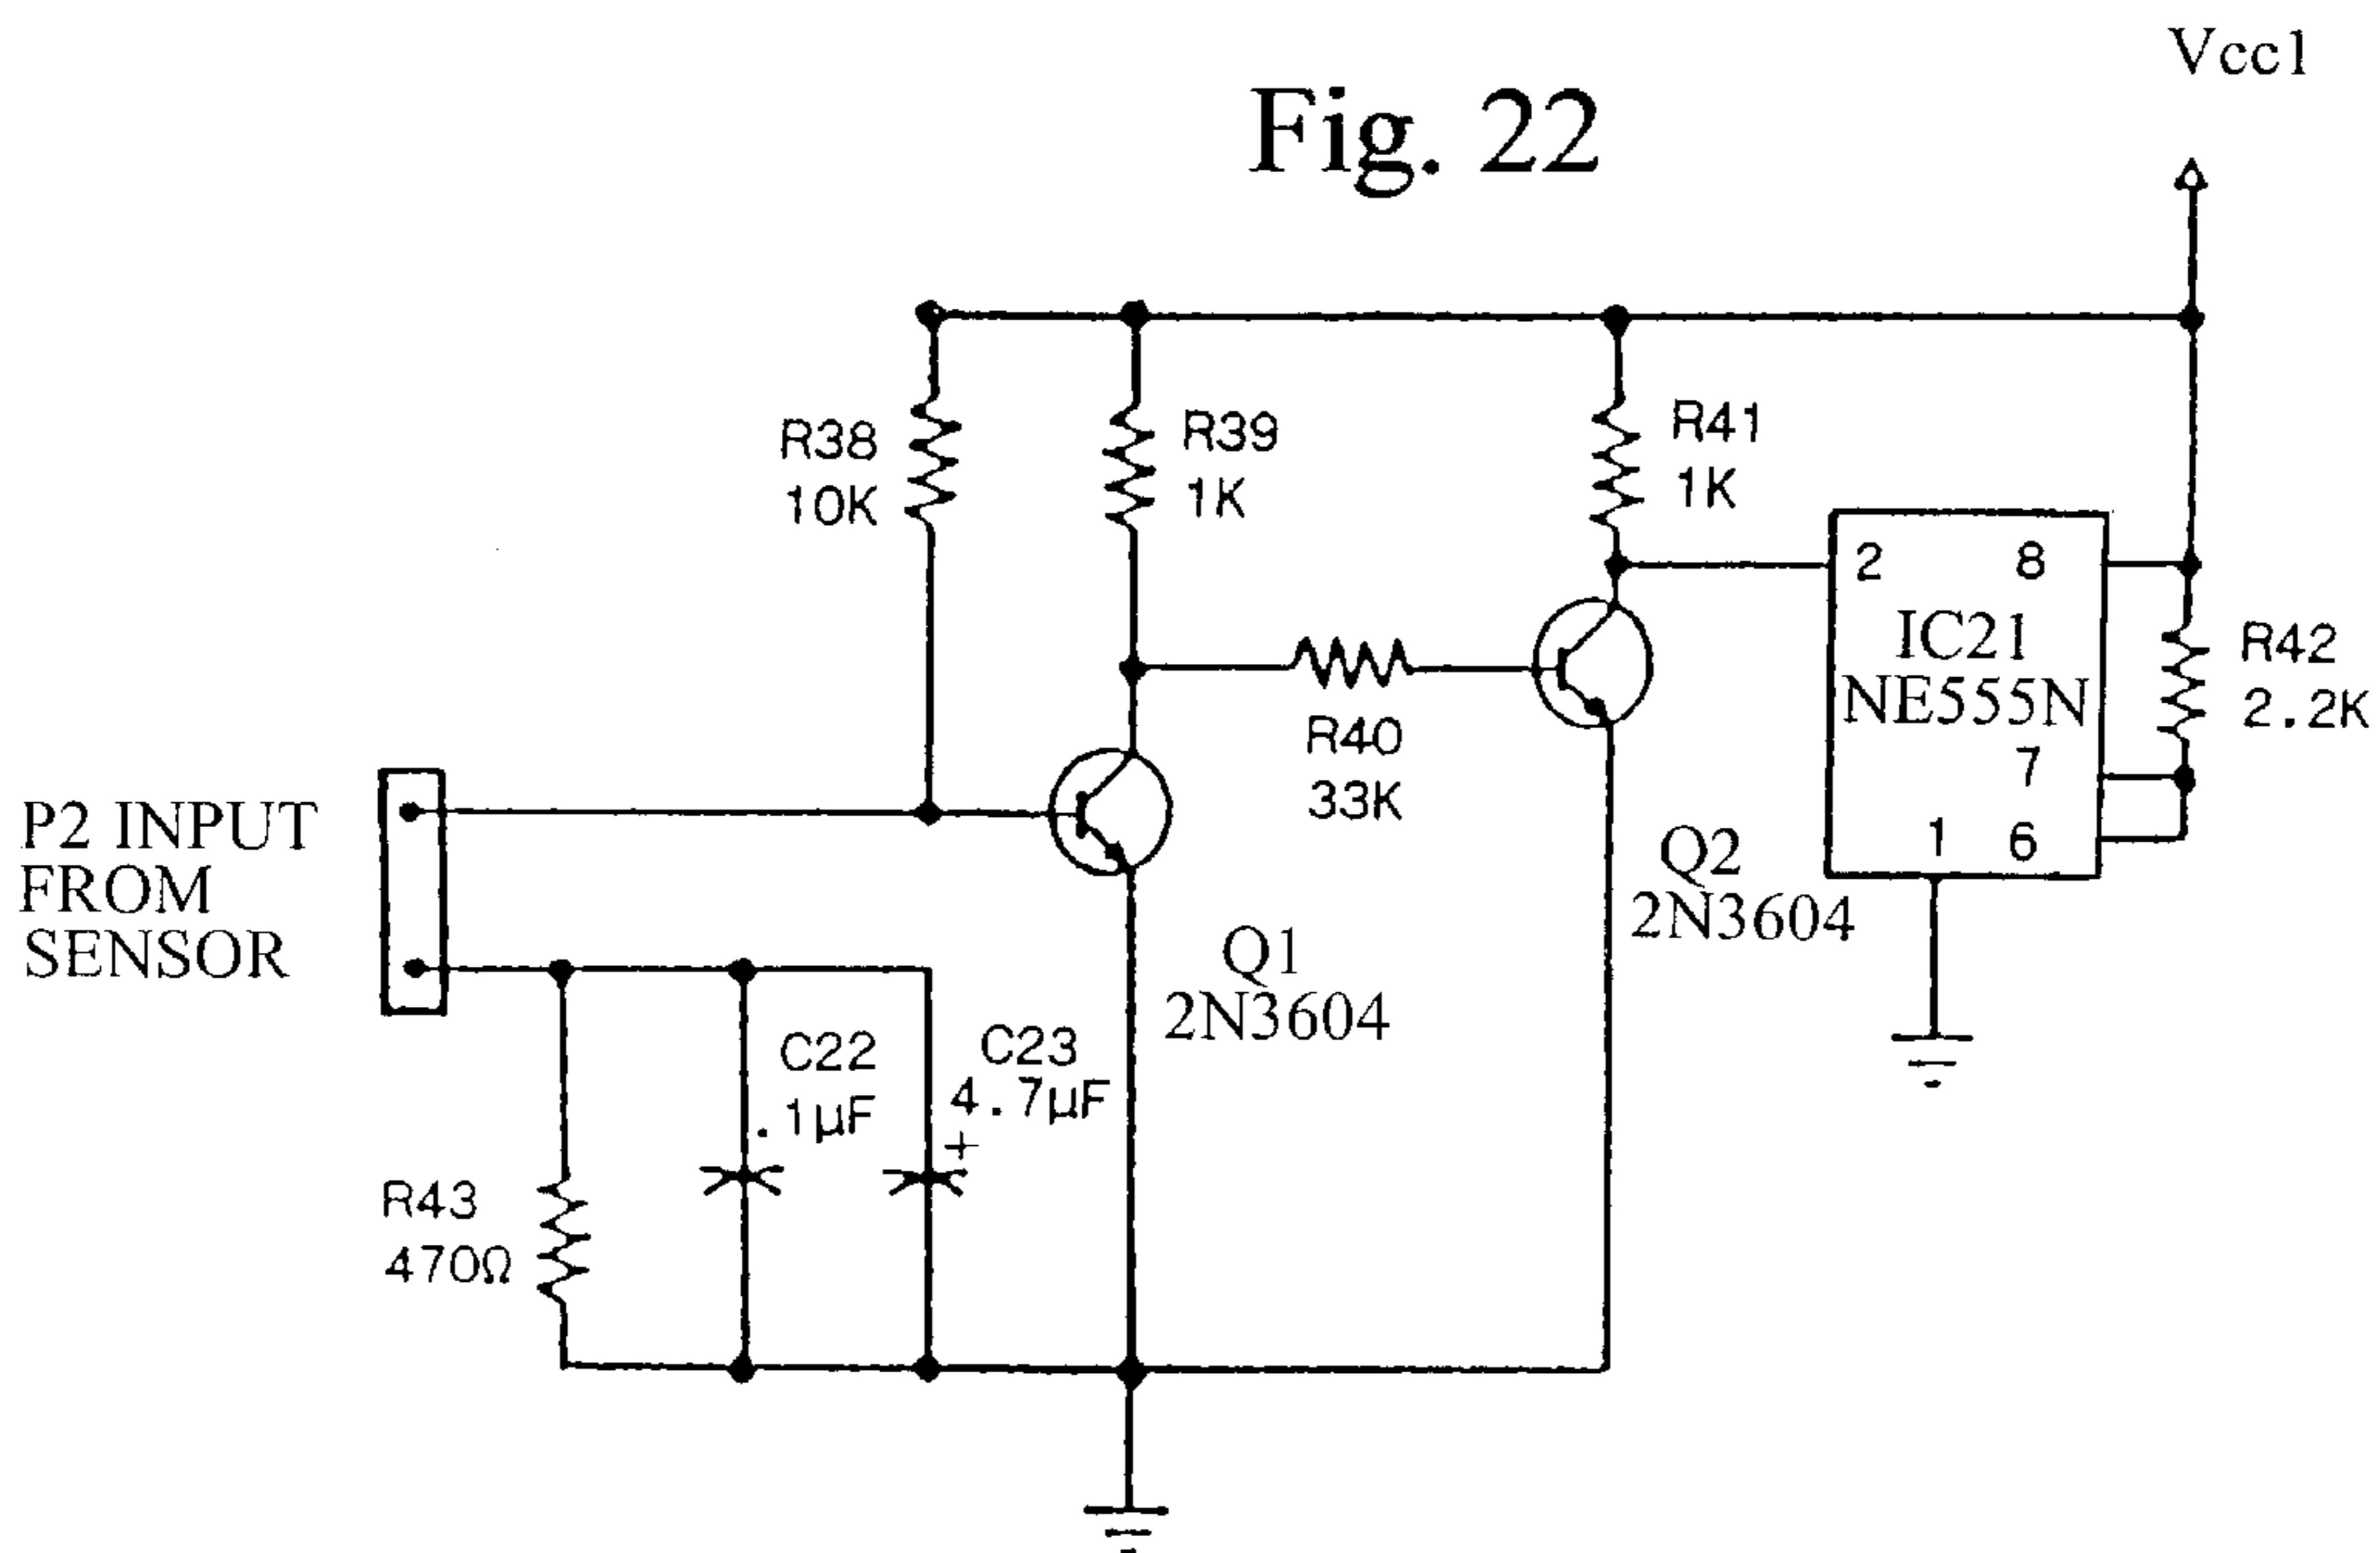 Vcc1
Fig. 22
R38
10K
R39
1K
R41
1K
2 8
IC21
NE555N
7
1 6
R42
2.2K
R40
33K
P2 INPUT
FROM
SENSOR
Q2
2N3604
Q1
2N3604
C22
.1µF
C23
4.7µF
+
R43
470Ω